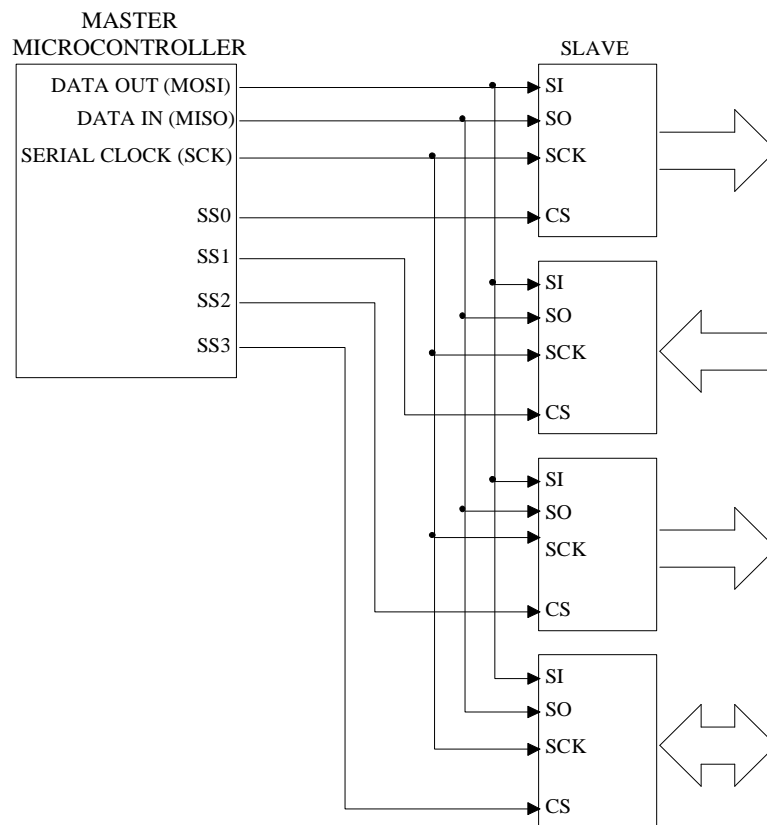 MASTER
MICROCONTROLLER
DATA OUT (MOSI)
DATA IN (MISO)
SERIAL CLOCK (SCK)
SS0
SS1
SS2
SS3
SLAVE
SI
SO
SCK
CS
SI
SO
SCK
CS
SI
SO
SCK
CS
SI
SO
SCK
CS